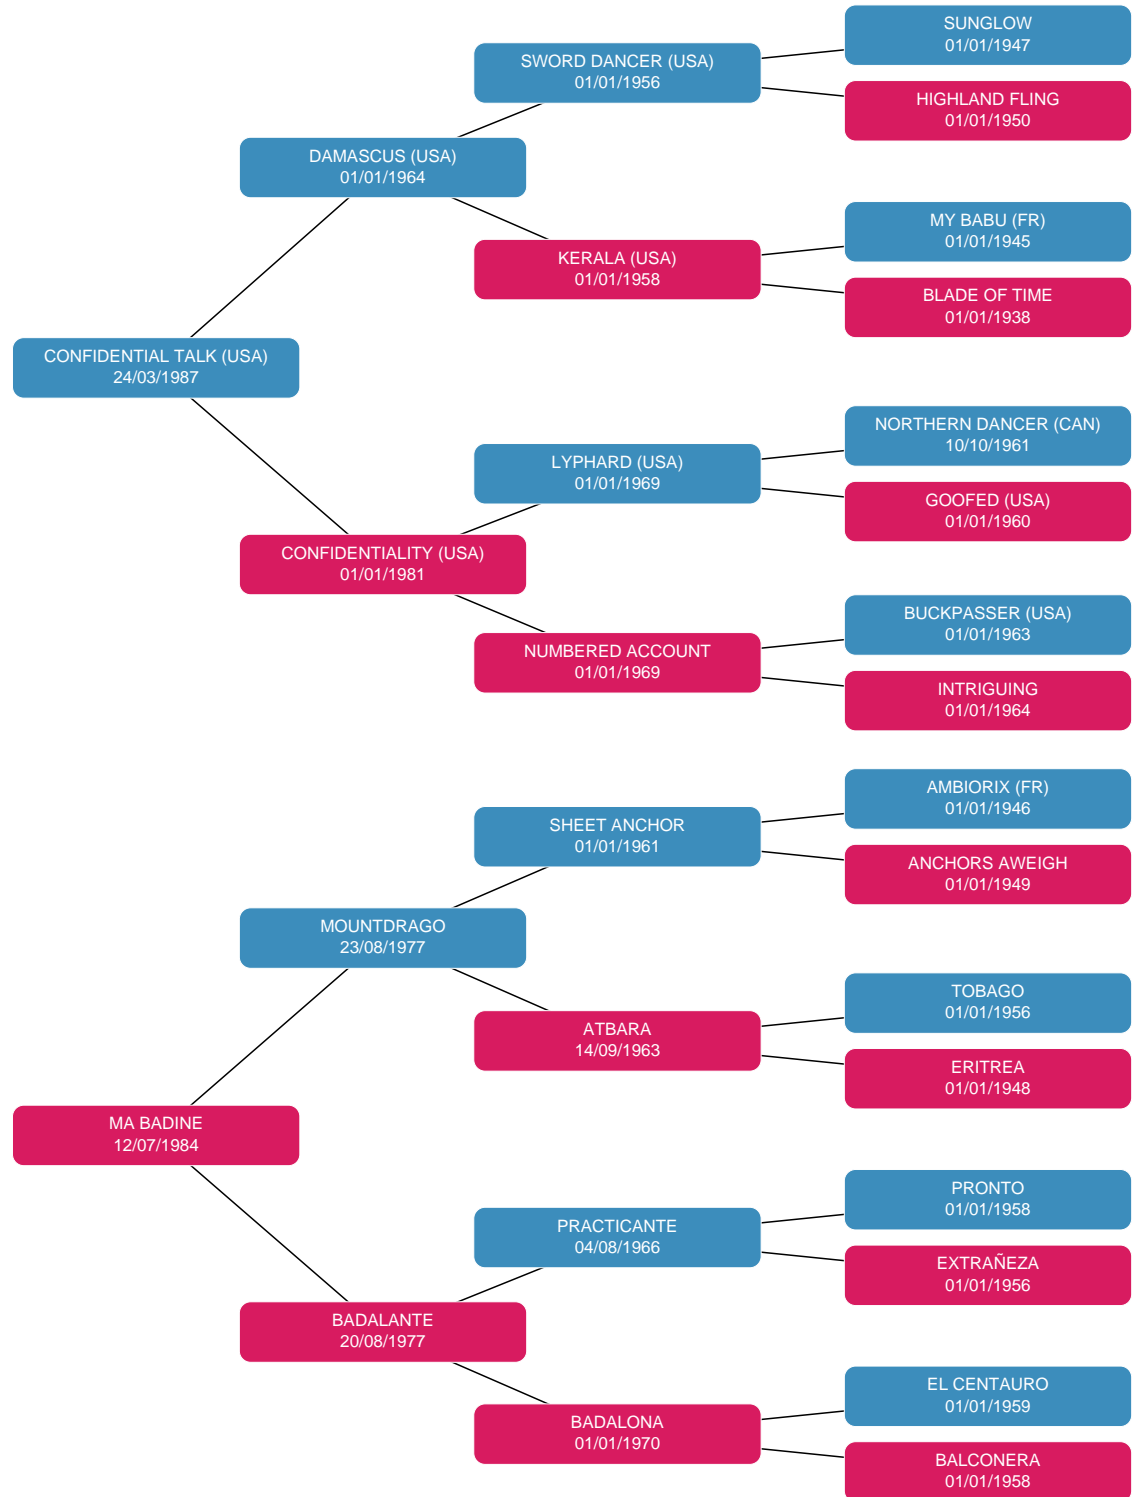 SUNGLOW
01/01/1947
SWORD DANCER (USA)
01/01/1956
HIGHLAND FLING
01/01/1950
DAMASCUS (USA)
01/01/1964
MY BABU (FR)
01/01/1945
KERALA (USA)
01/01/1958
BLADE OF TIME
01/01/1938
CONFIDENTIAL TALK (USA)
24/03/1987
NORTHERN DANCER (CAN)
10/10/1961
LYPHARD (USA)
01/01/1969
GOOFED (USA)
01/01/1960
CONFIDENTIALITY (USA)
01/01/1981
BUCKPASSER (USA)
01/01/1963
NUMBERED ACCOUNT
01/01/1969
INTRIGUING
01/01/1964
AMBIORIX (FR)
01/01/1946
SHEET ANCHOR
01/01/1961
ANCHORS AWEIGH
01/01/1949
MOUNTDRAGO
23/08/1977
TOBAGO
01/01/1956
ATBARA
14/09/1963
ERITREA
01/01/1948
MA BADINE
12/07/1984
PRONTO
01/01/1958
PRACTICANTE
04/08/1966
EXTRAÑEZA
01/01/1956
BADALANTE
20/08/1977
EL CENTAURO
01/01/1959
BADALONA
01/01/1970
BALCONERA
01/01/1958